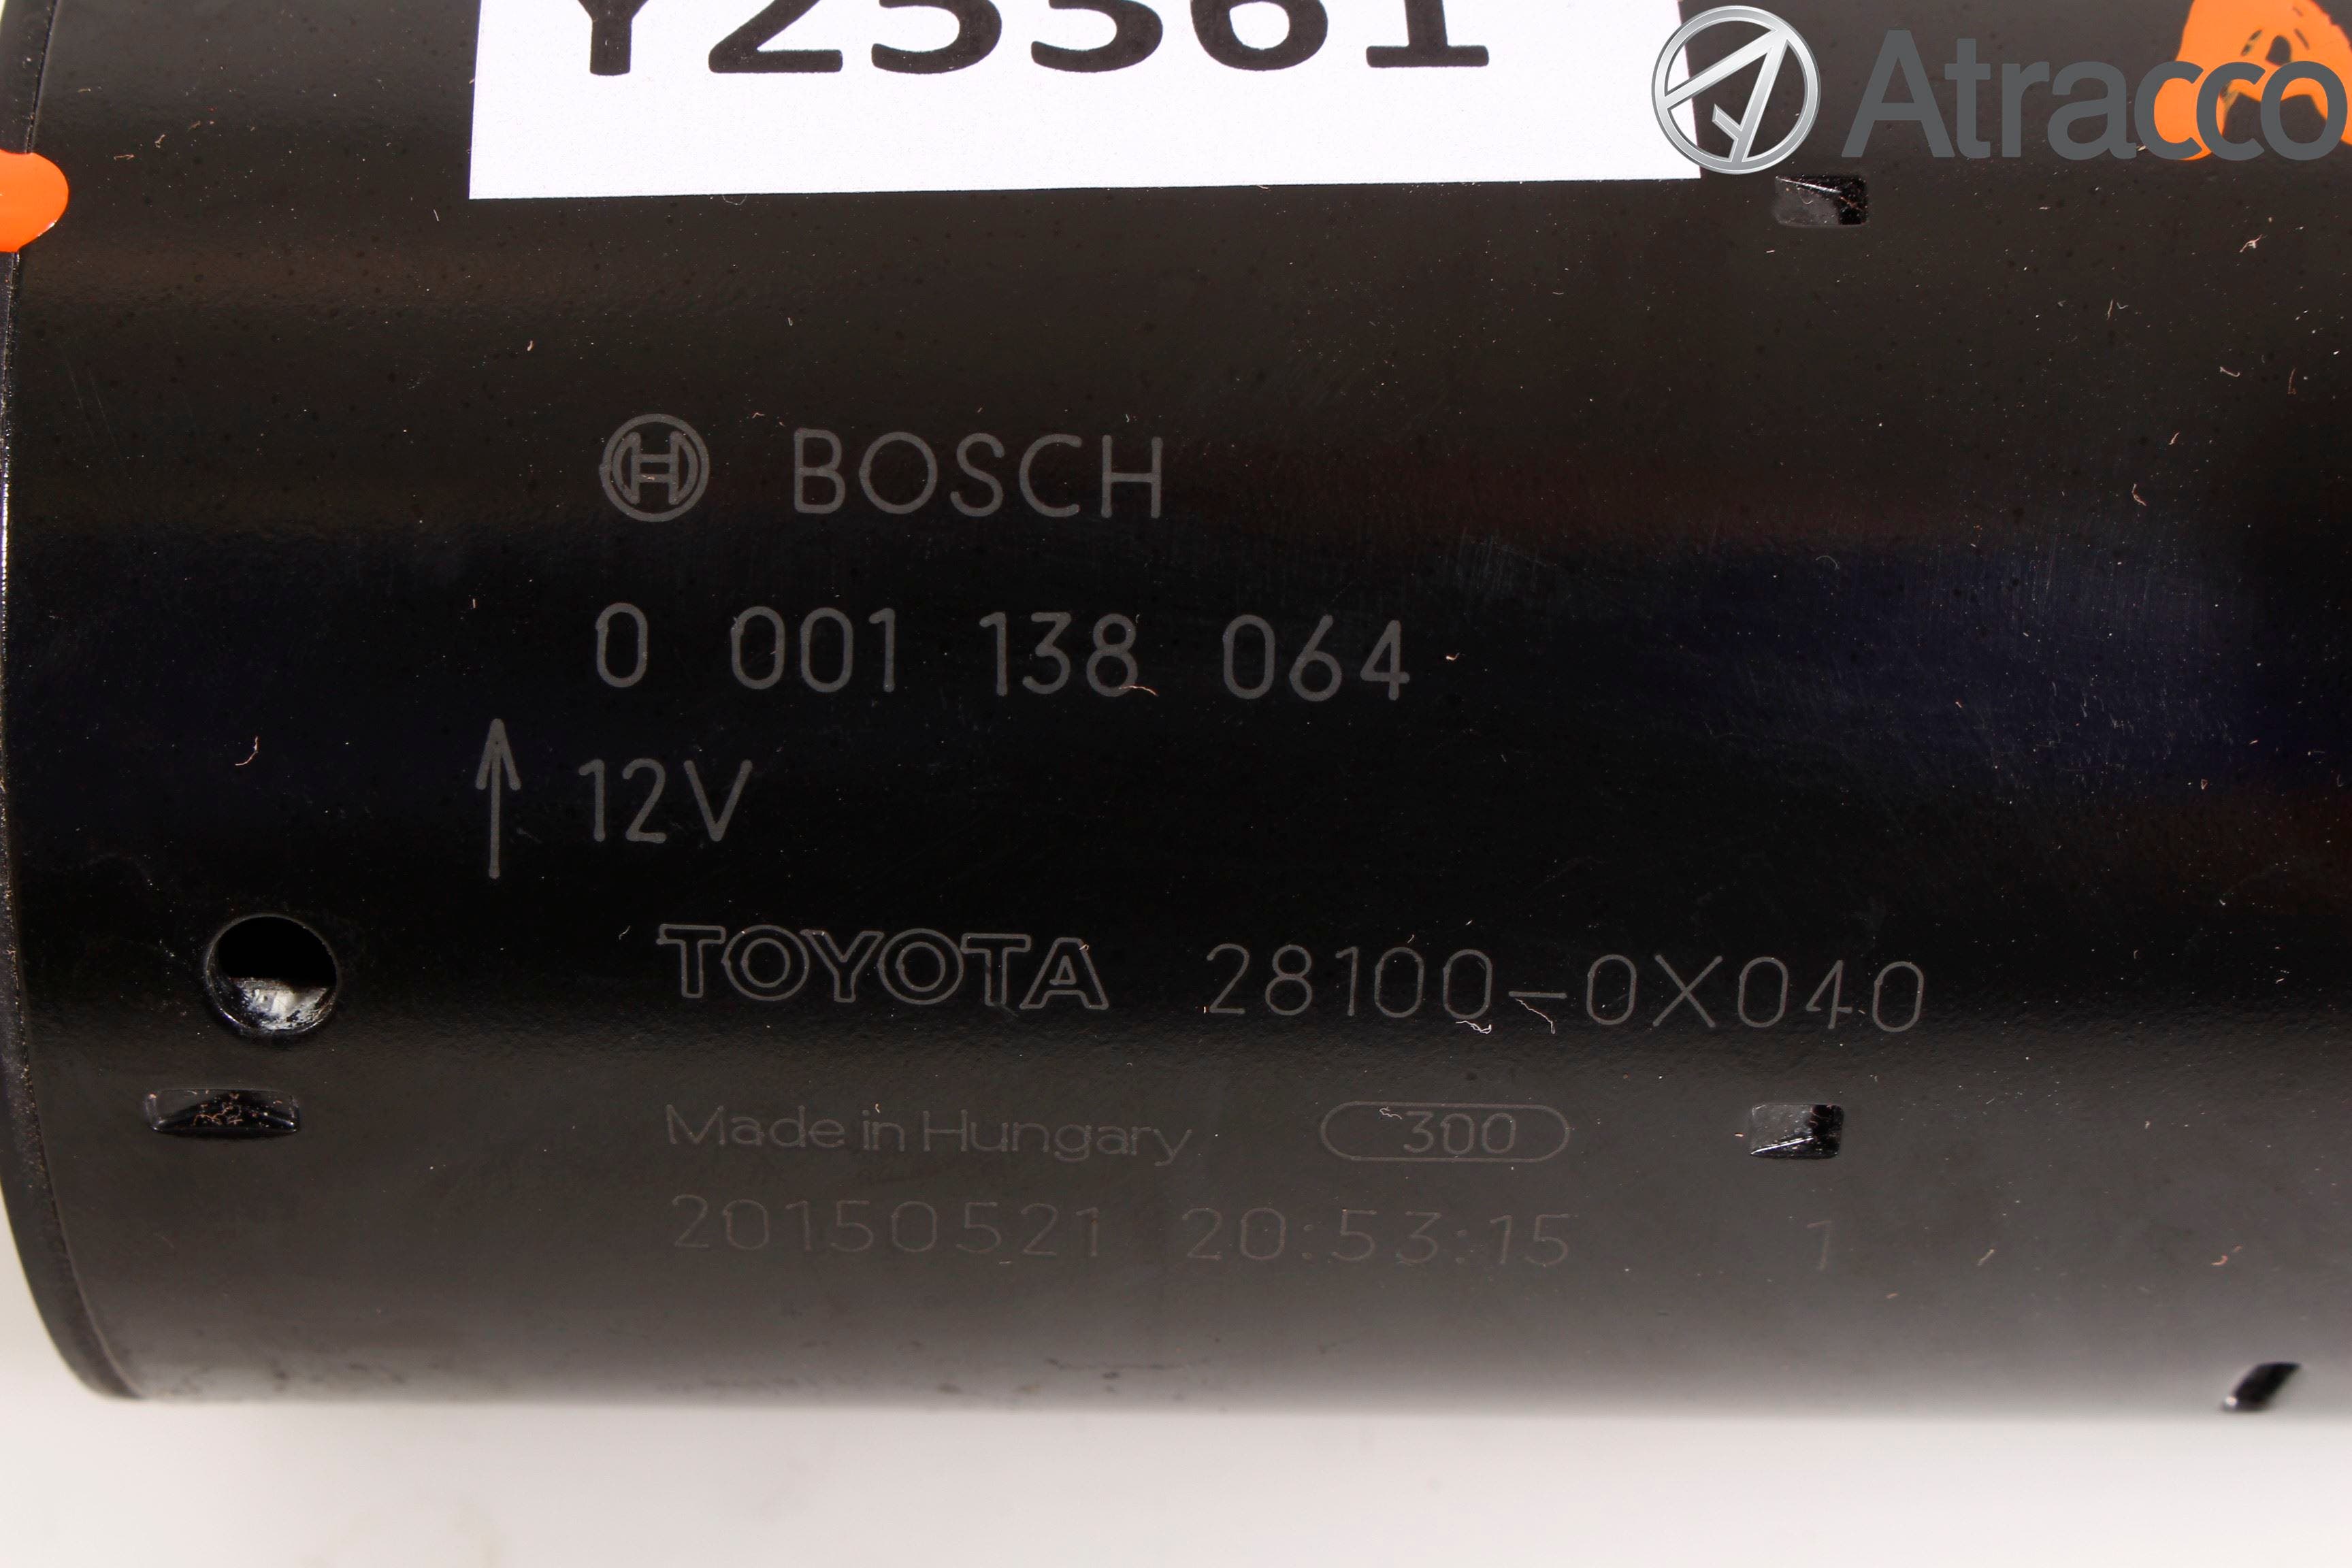 Atracco
BOSCH
0 001 138 064
12V
TOYOTA 28100-0X040
Made in Hungary 300
20150521 20:53:15 1